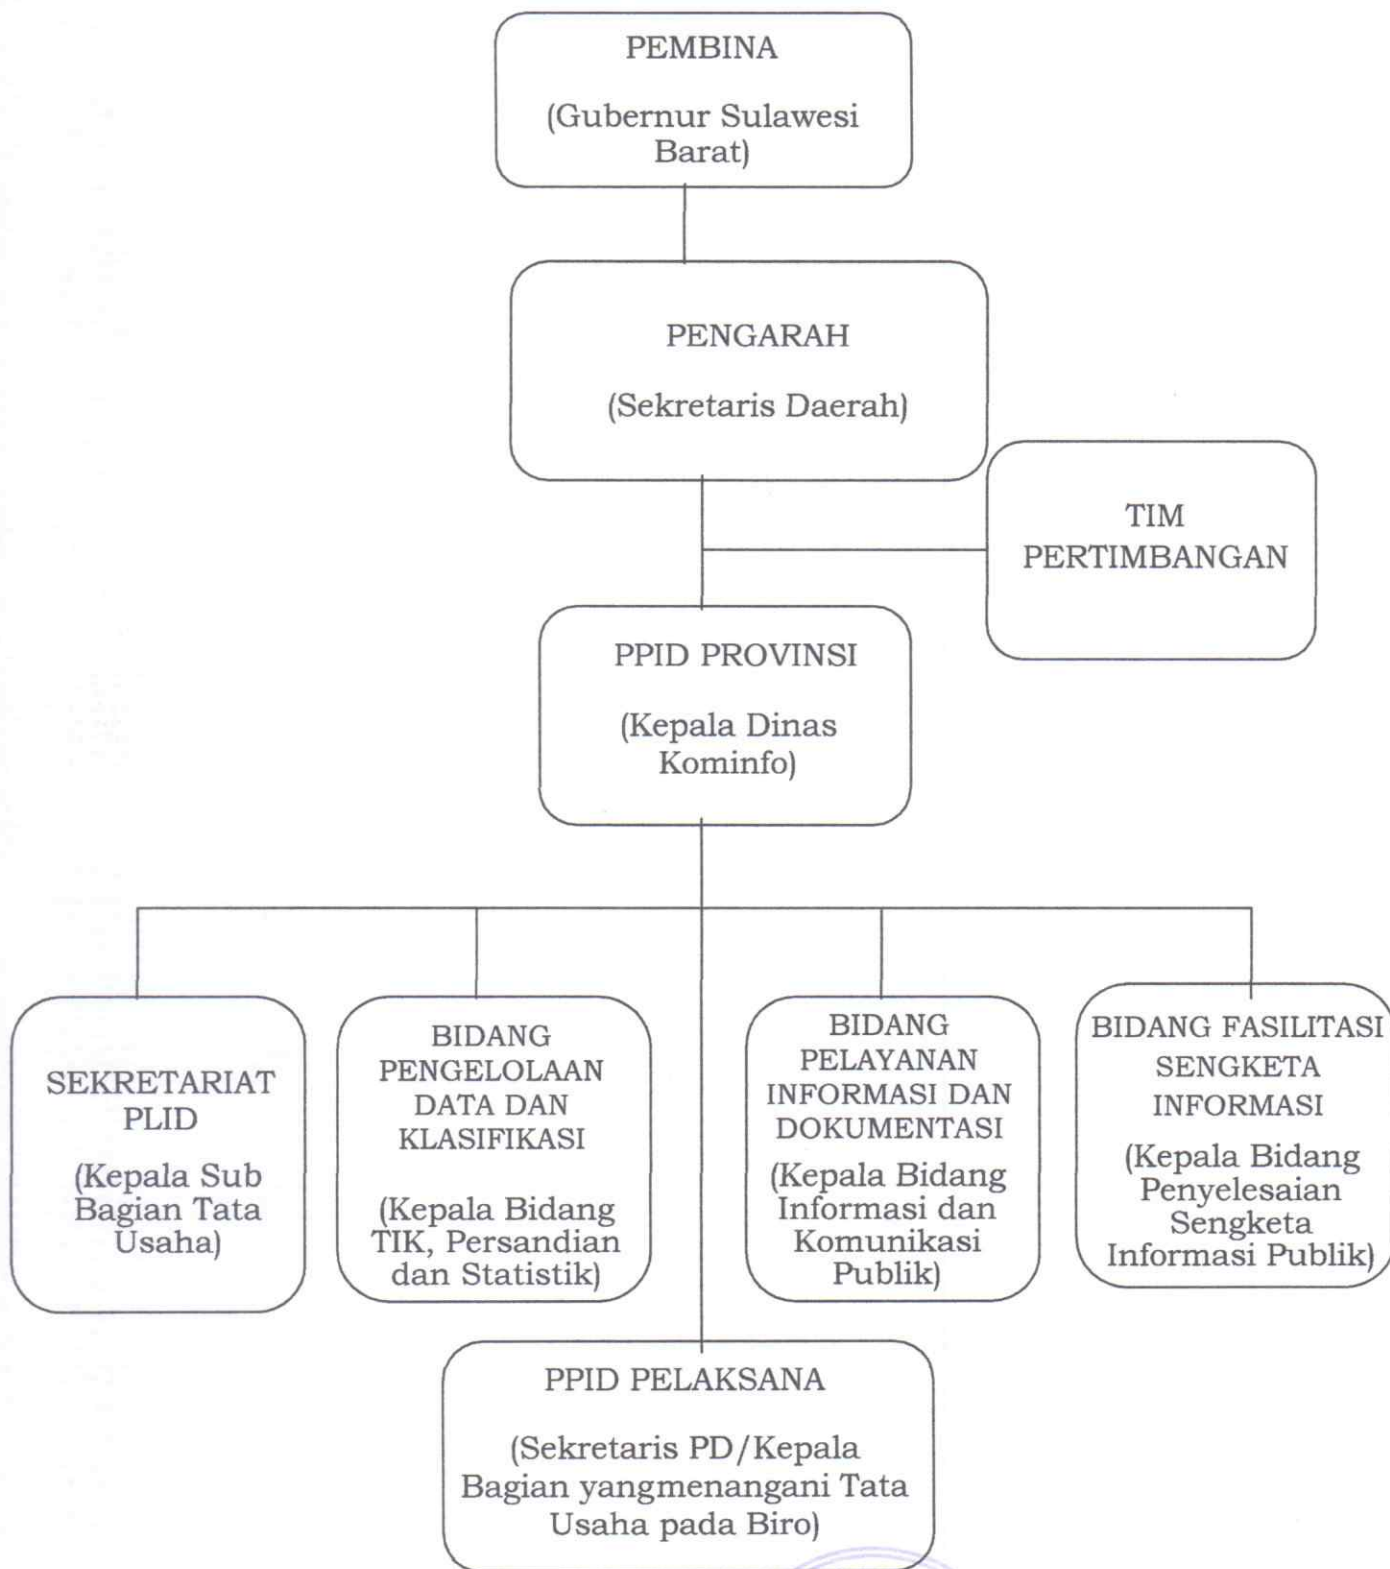 PEMBINA
(Gubernur Sulawesi
Barat)
PENGARAH
(Sekretaris Daerah)
TIM
PERTIMBANGAN
PPID PROVINSI
(Kepala Dinas
Kominfo)
SEKRETARIAT
PLID
(Kepala Sub
Bagian Tata
Usaha)
BIDANG
PENGELOLAAN
DATA DAN
KLASIFIKASI
(Kepala Bidang
TIK, Persandian
dan Statistik)
BIDANG
PELAYANAN
INFORMASI DAN
DOKUMENTASI
(Kepala Bidang
Informasi dan
Komunikasi
Publik)
BIDANG FASILITASI
SENGKETA
INFORMASI
(Kepala Bidang
Penyelesaian
Sengketa
Informasi Publik)
PPID PELAKSANA
(Sekretaris PD/Kepala
Bagian yangmenangani Tata
Usaha pada Biro)